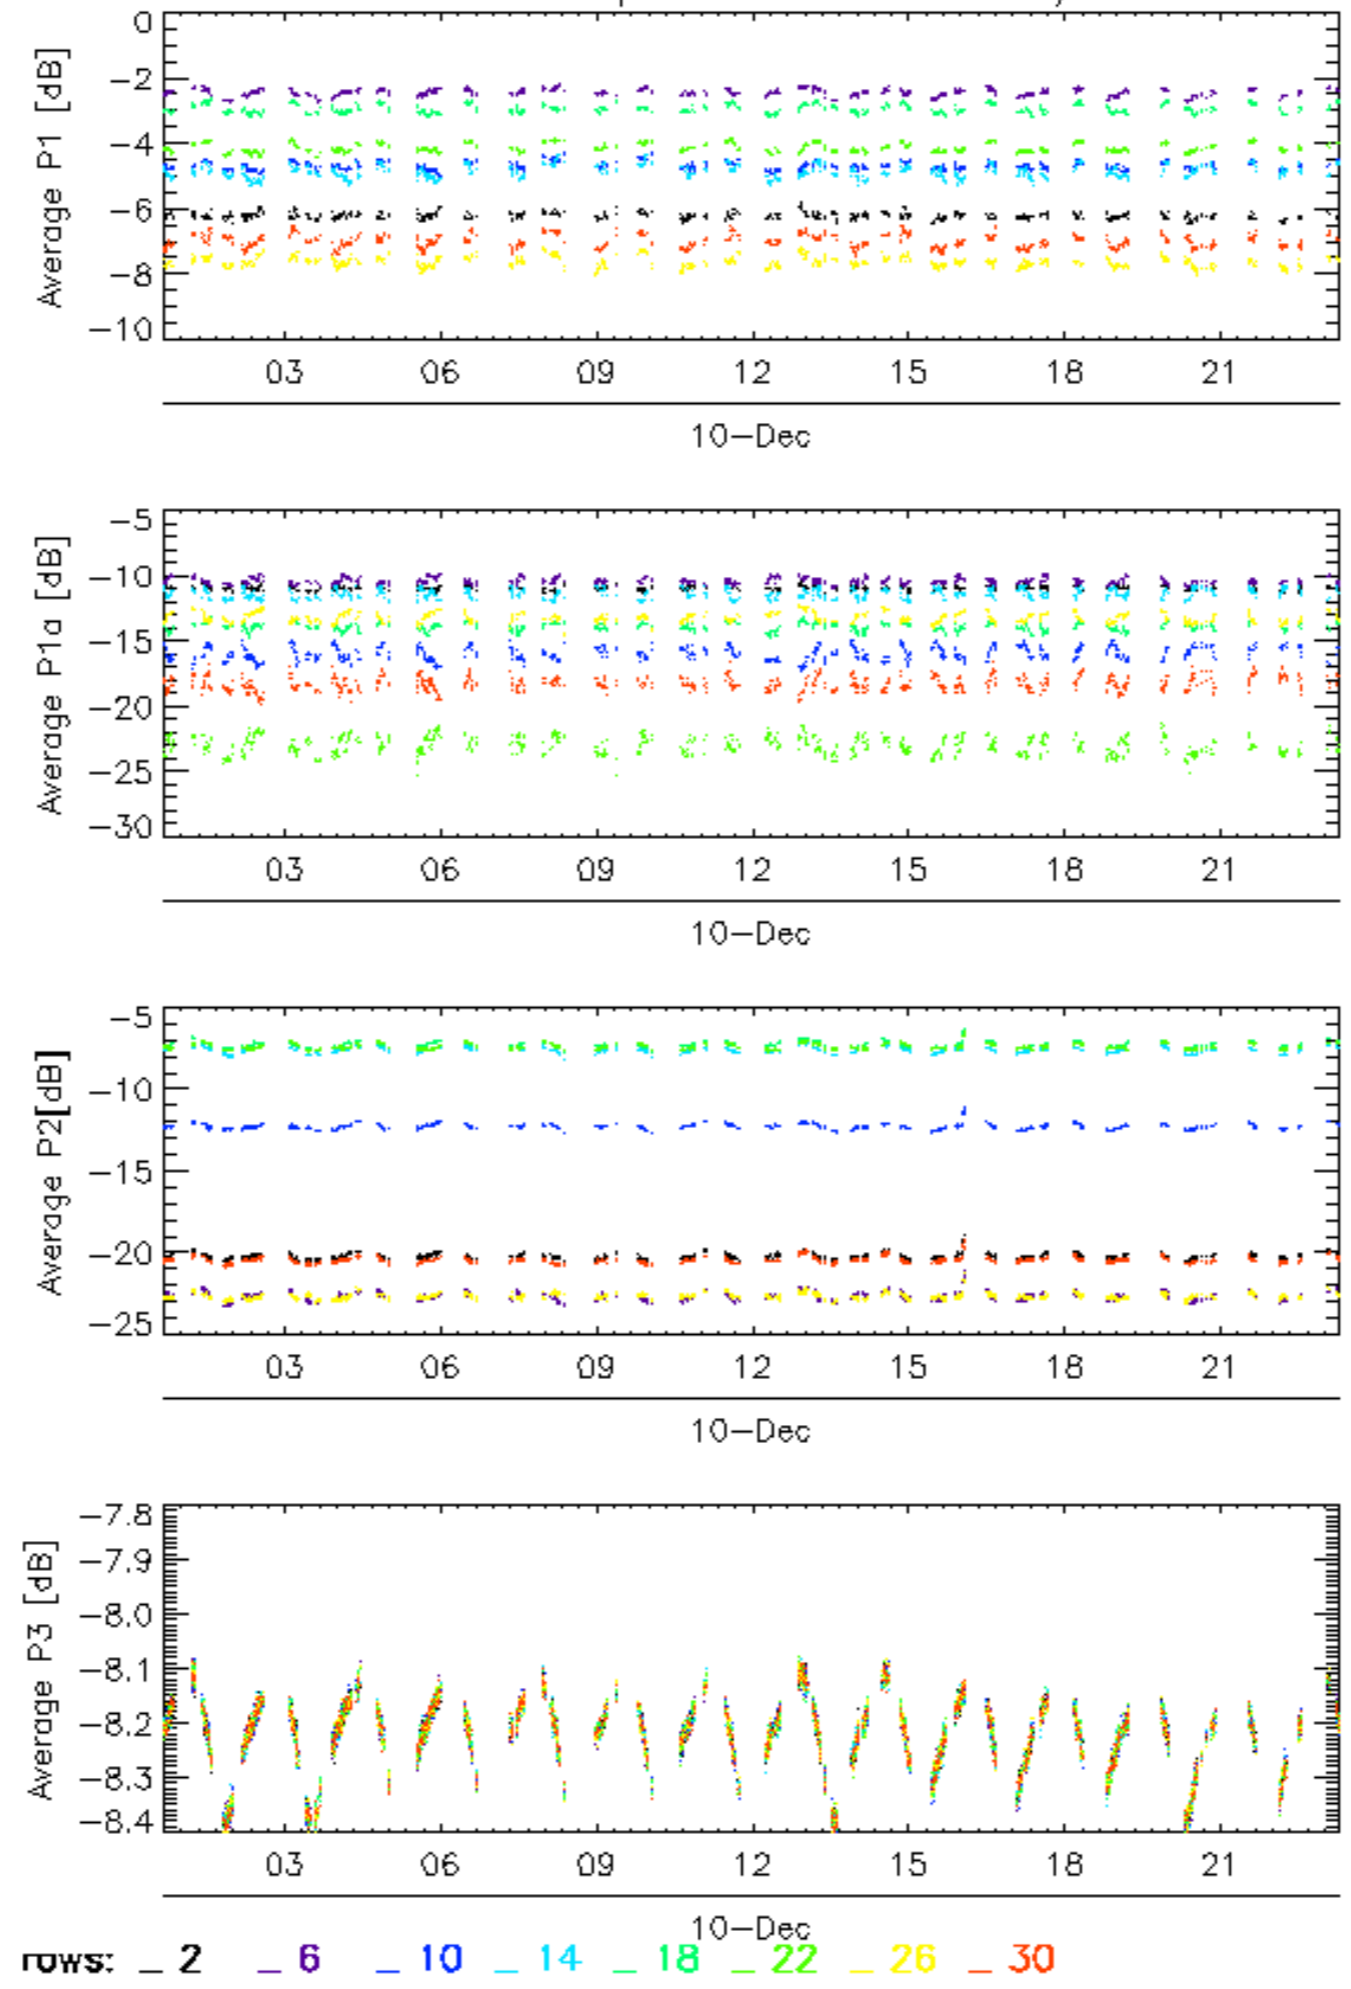 0
−2
−4
−6
−8
−10
Average P1 [dB]
03 06 09 12 15 18 21
10−Dec
−5
−10
−15
−20
−25
−30
Average P1a [dB]
03 06 09 12 15 18 21
10−Dec
−5
−10
−15
−20
−25
Average P2[dB]
03 06 09 12 15 18 21
10−Dec
−7.8
−7.9
−8.0
−8.1
−8.2
−8.3
−8.4
Average P3 [dB]
03 06 09 12 15 18 21
10−Dec
rows: _ 2 _ 6 _ 10 _ 14 _ 18 _ 22 _ 26 _ 30